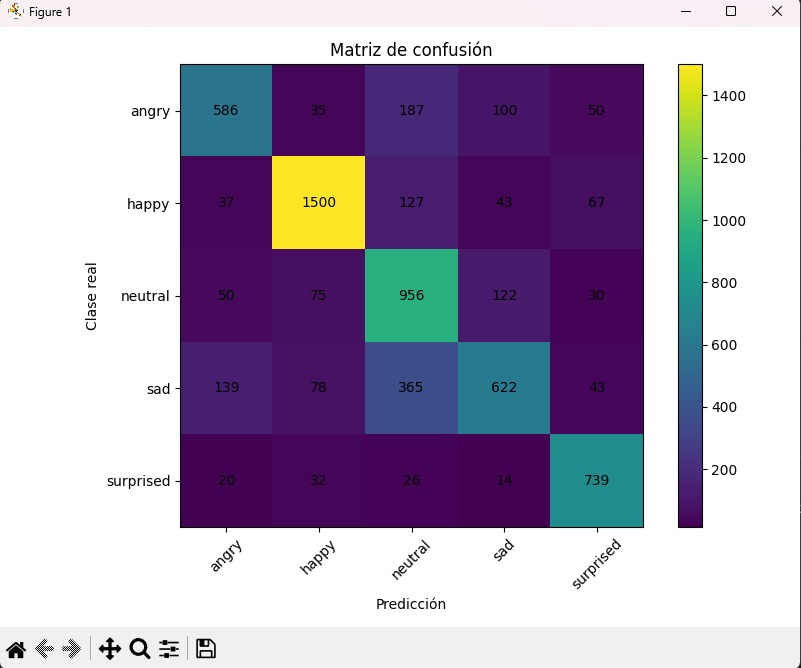 Figure 1
Matriz de confusión
angry 586 35 187 100 50
happy 37 1500 127 43 67
neutral 50 75 956 122 30
sad 139 78 365 622 43
surprised 20 32 26 14 739
angry happy neutral sad surprised
Predicción
Clase real
1400
1200
1000
800
600
400
200